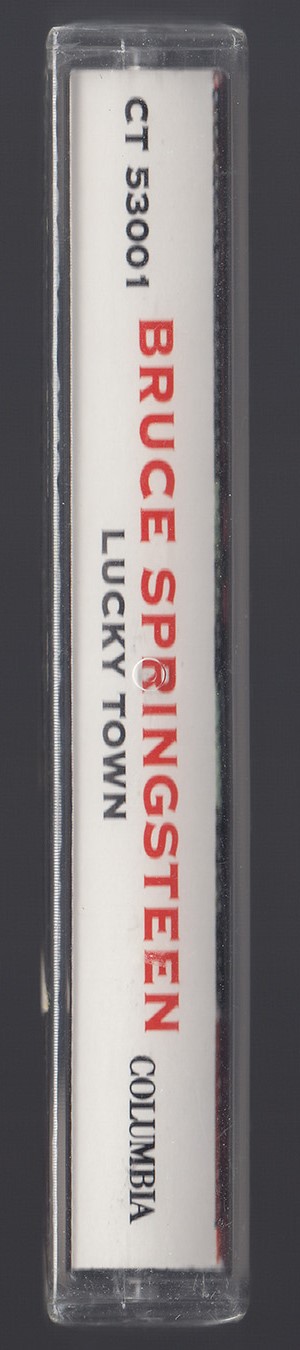 CT 53001
BRUCE SPRINGSTEEN
LUCKY TOWN
COLUMBIA